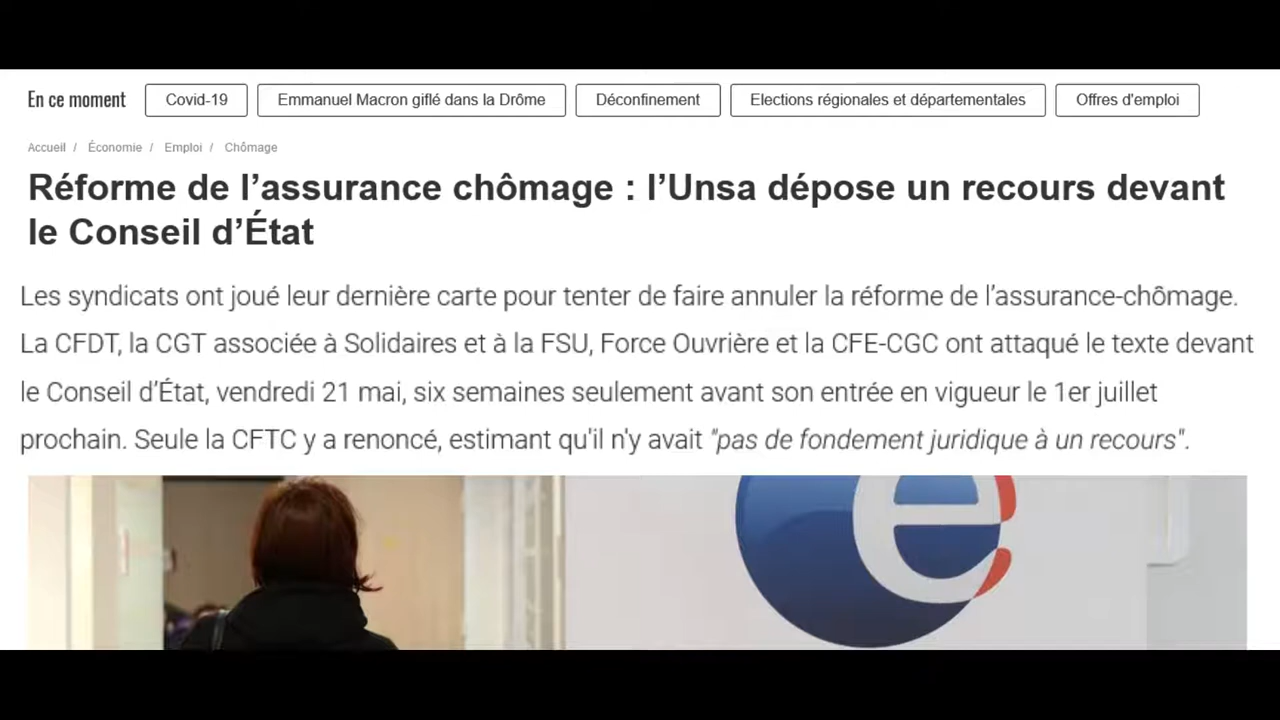 En ce moment Covid-19 Emmanuel Macron giflé dans la Drôme Déconfinement Elections régionales et départementales Offres d'emploi
Accueil / Économie / Emploi / Chômage
Réforme de l’assurance chômage : l’Unsa dépose un recours devant
le Conseil d’État
Les syndicats ont joué leur dernière carte pour tenter de faire annuler la réforme de l’assurance-chômage.
La CFDT, la CGT associée à Solidaires et à la FSU, Force Ouvrière et la CFE-CGC ont attaqué le texte devant
le Conseil d’État, vendredi 21 mai, six semaines seulement avant son entrée en vigueur le 1er juillet
prochain. Seule la CFTC y a renoncé, estimant qu'il n'y avait "pas de fondement juridique à un recours".